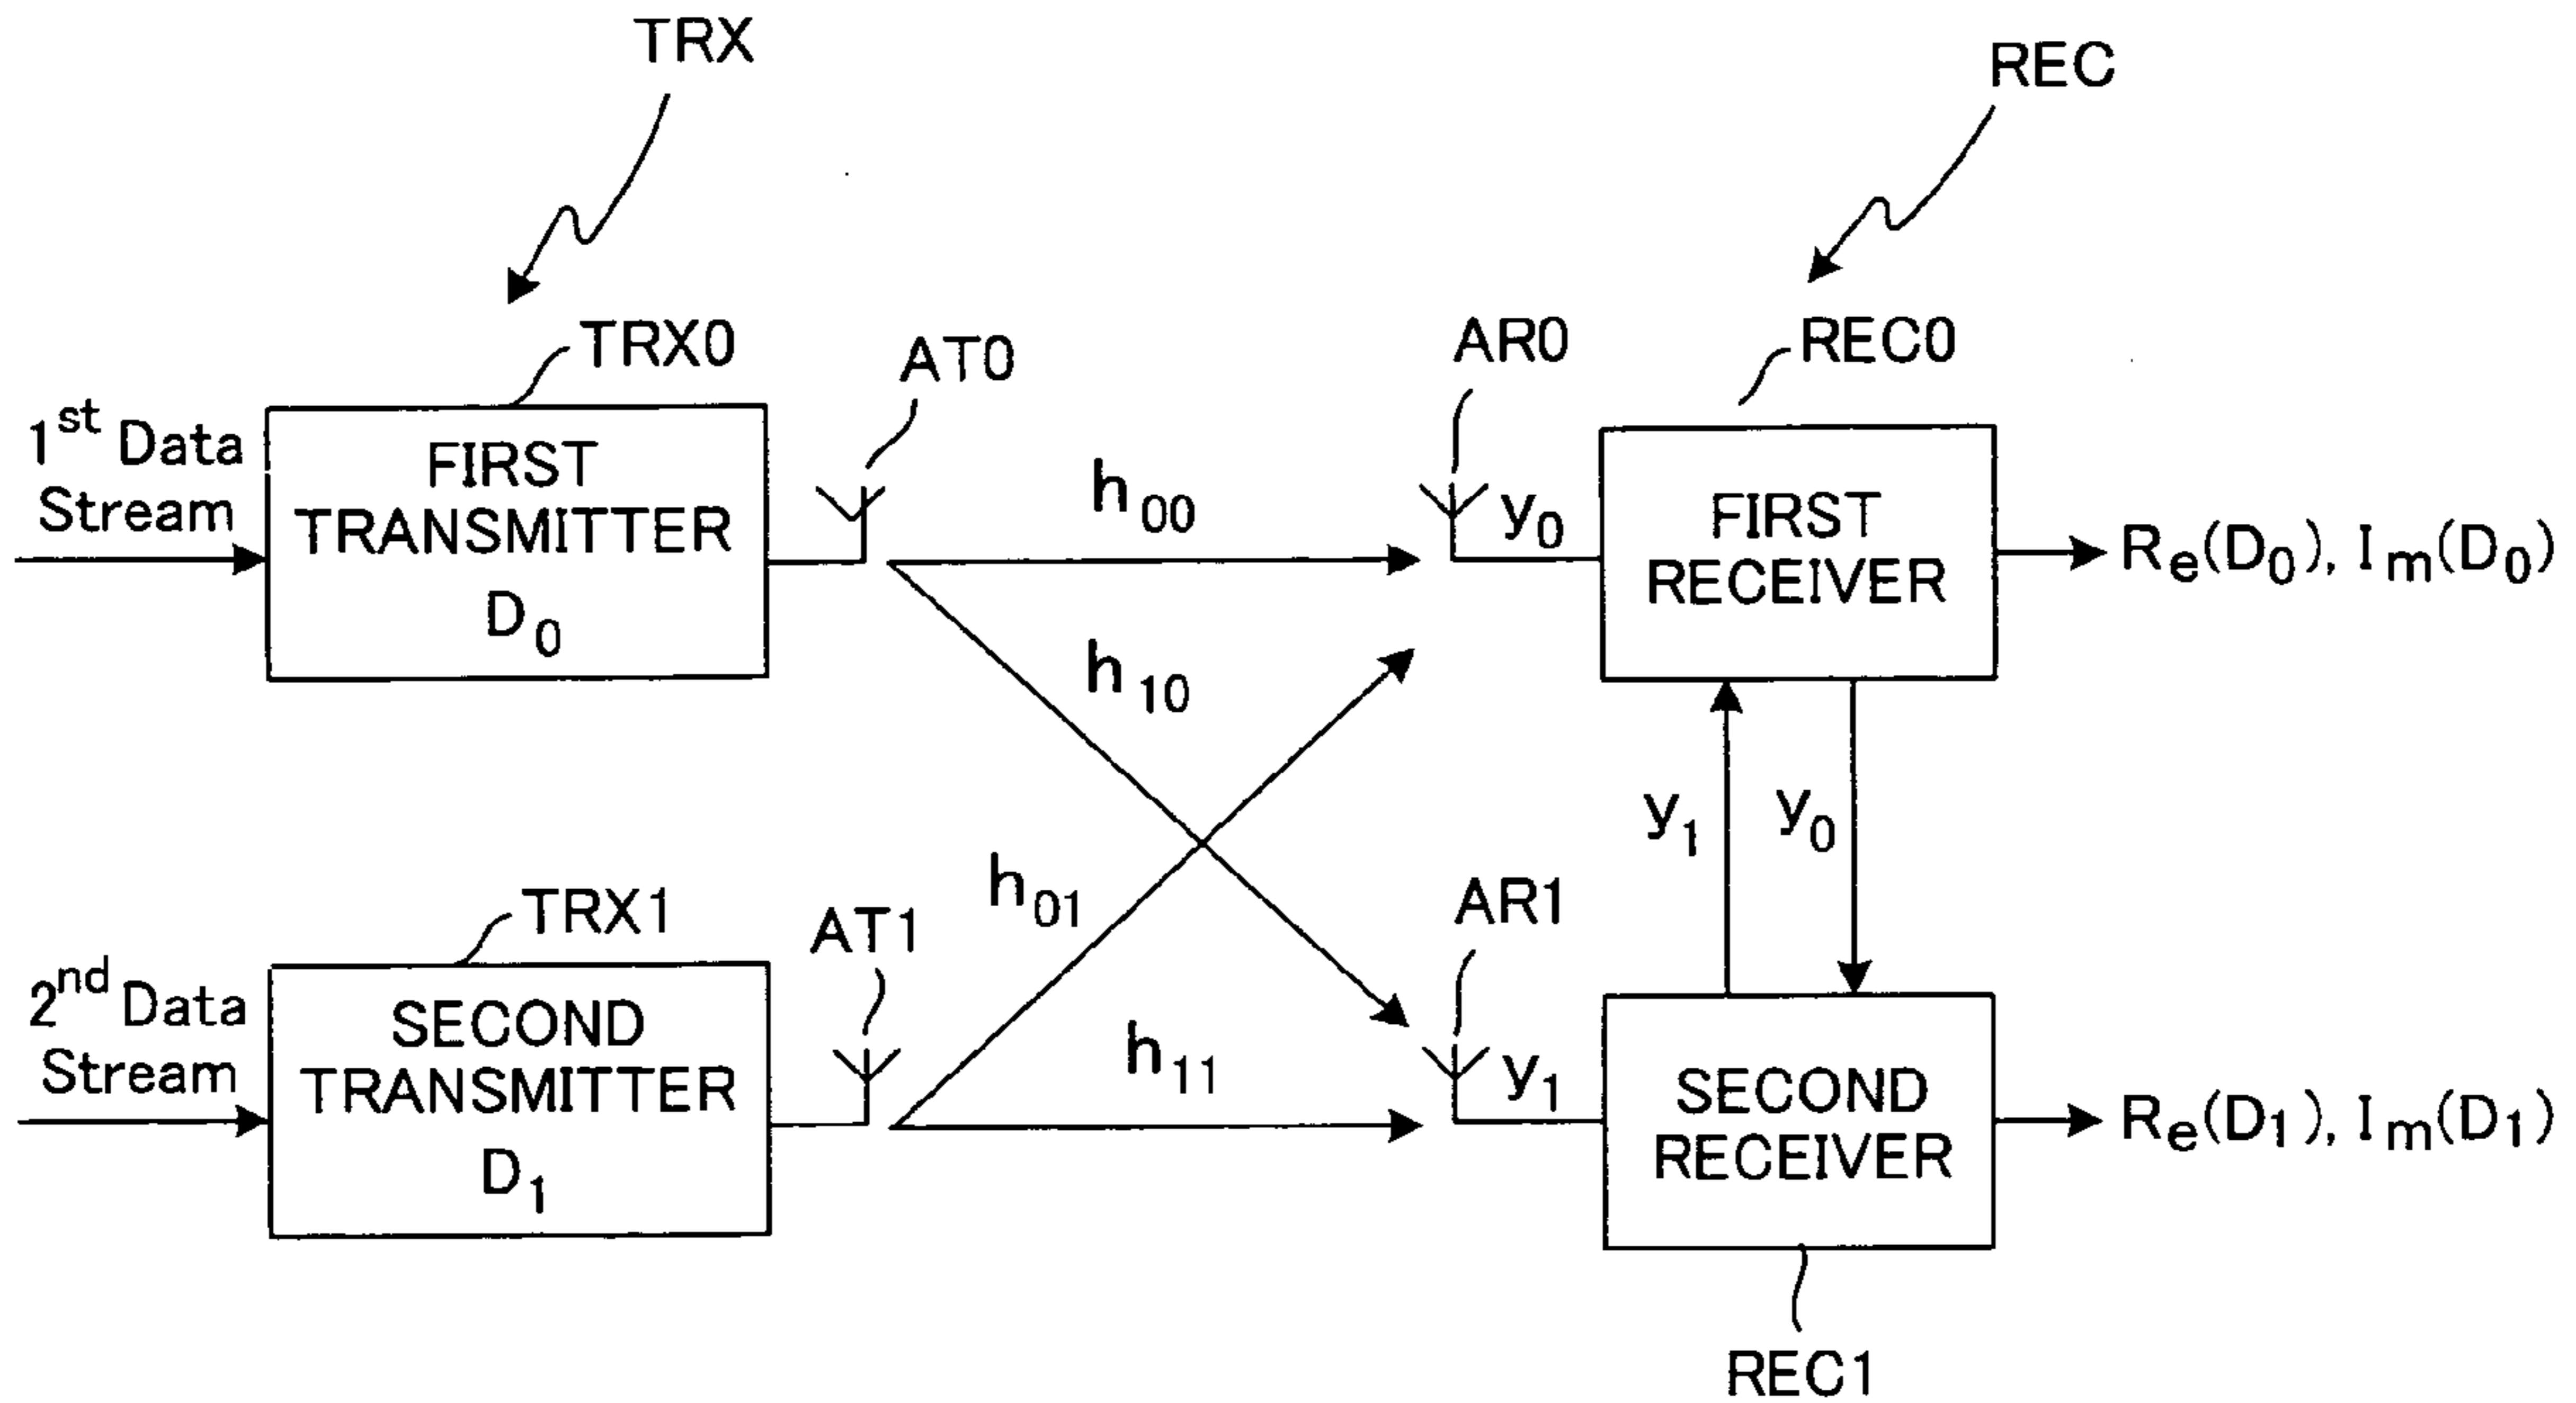 TRX
REC
TRX0
AT0
AR0
REC0
1st Data
Stream
FIRST
TRANSMITTER
D0
h00
y0
FIRST
RECEIVER
Re(D0), Im(D0)
h10
y1
y0
h01
TRX1
AT1
AR1
2nd Data
Stream
SECOND
TRANSMITTER
D1
h11
y1
SECOND
RECEIVER
Re(D1), Im(D1)
REC1